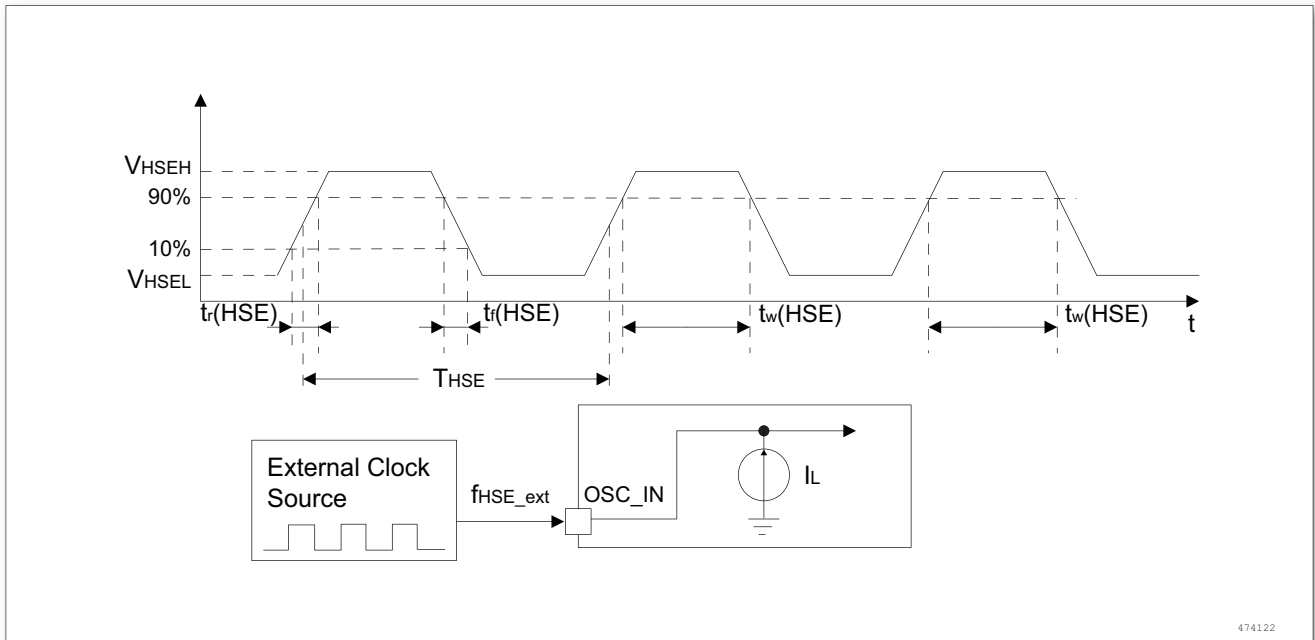 VHSEH
90%
10%
VHSEL
tr(HSE)
tf(HSE)
tw(HSE)
tw(HSE)
t
THSE
External Clock
Source
fHSE_ext
OSC_IN
IL
474122